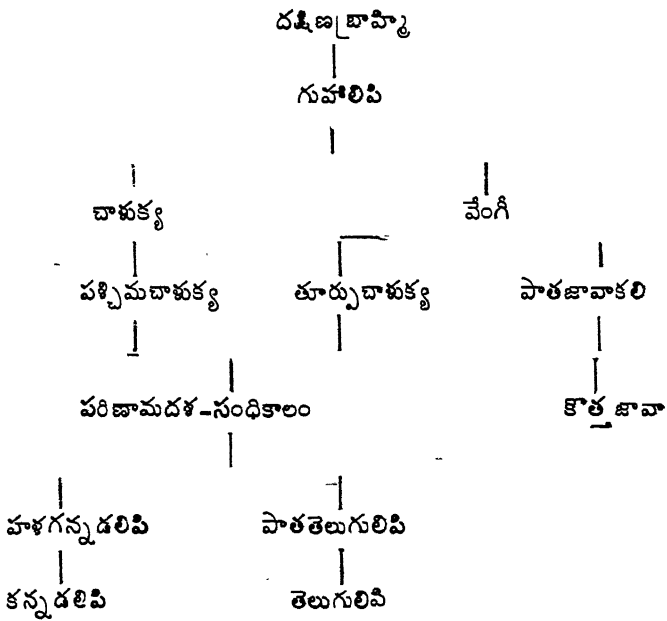 దక్షిణబ్రాహ్మి
గుహాలిపి
చాళుక్య వేంగీ
పశ్చిమచాళుక్య తూర్పుచాళుక్య పాతజావాకలి
పరిణామదశ-సంధికాలం కొత్తజావా
హళగన్నడలిపి పాతతెలుగులిపి
కన్నడలిపి తెలుగులిపి